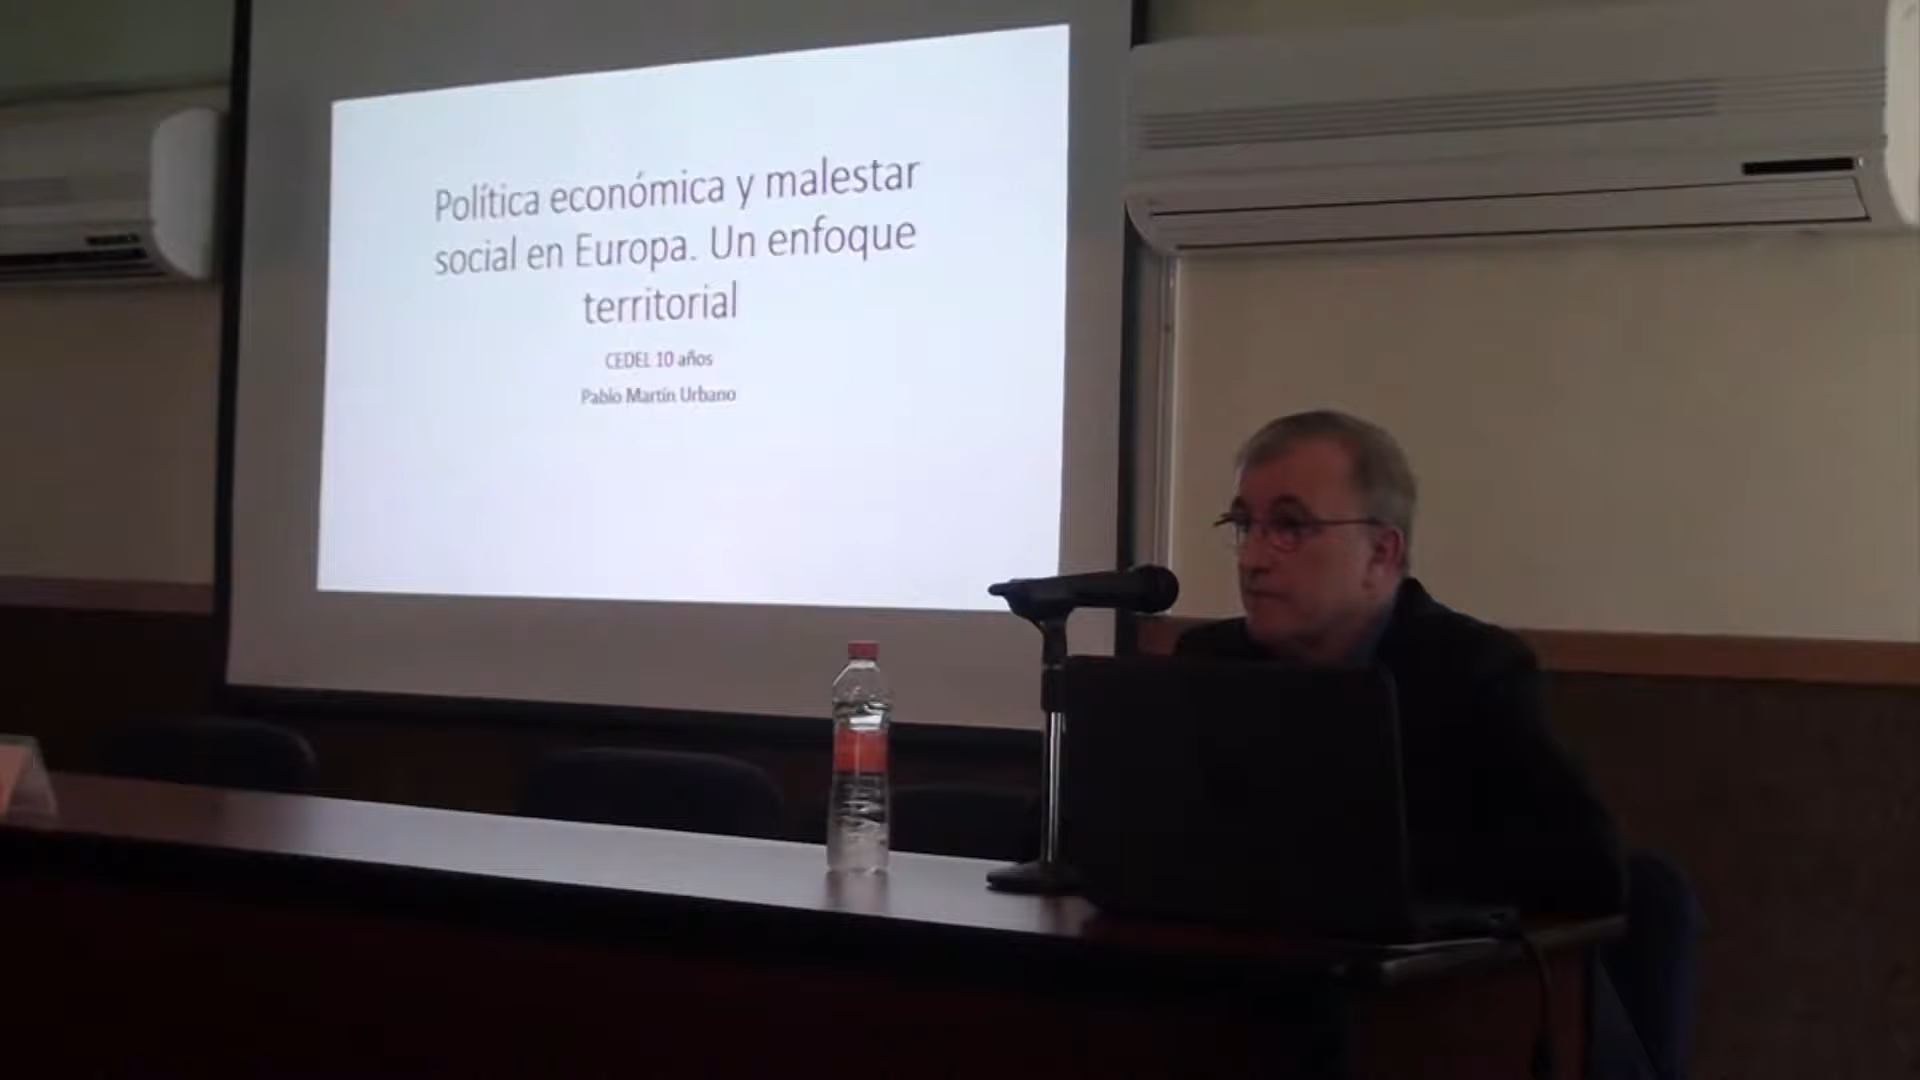 Política económica y malestar
social en Europa. Un enfoque
territorial
CEDEL 10 años
Pablo Martín Urbano